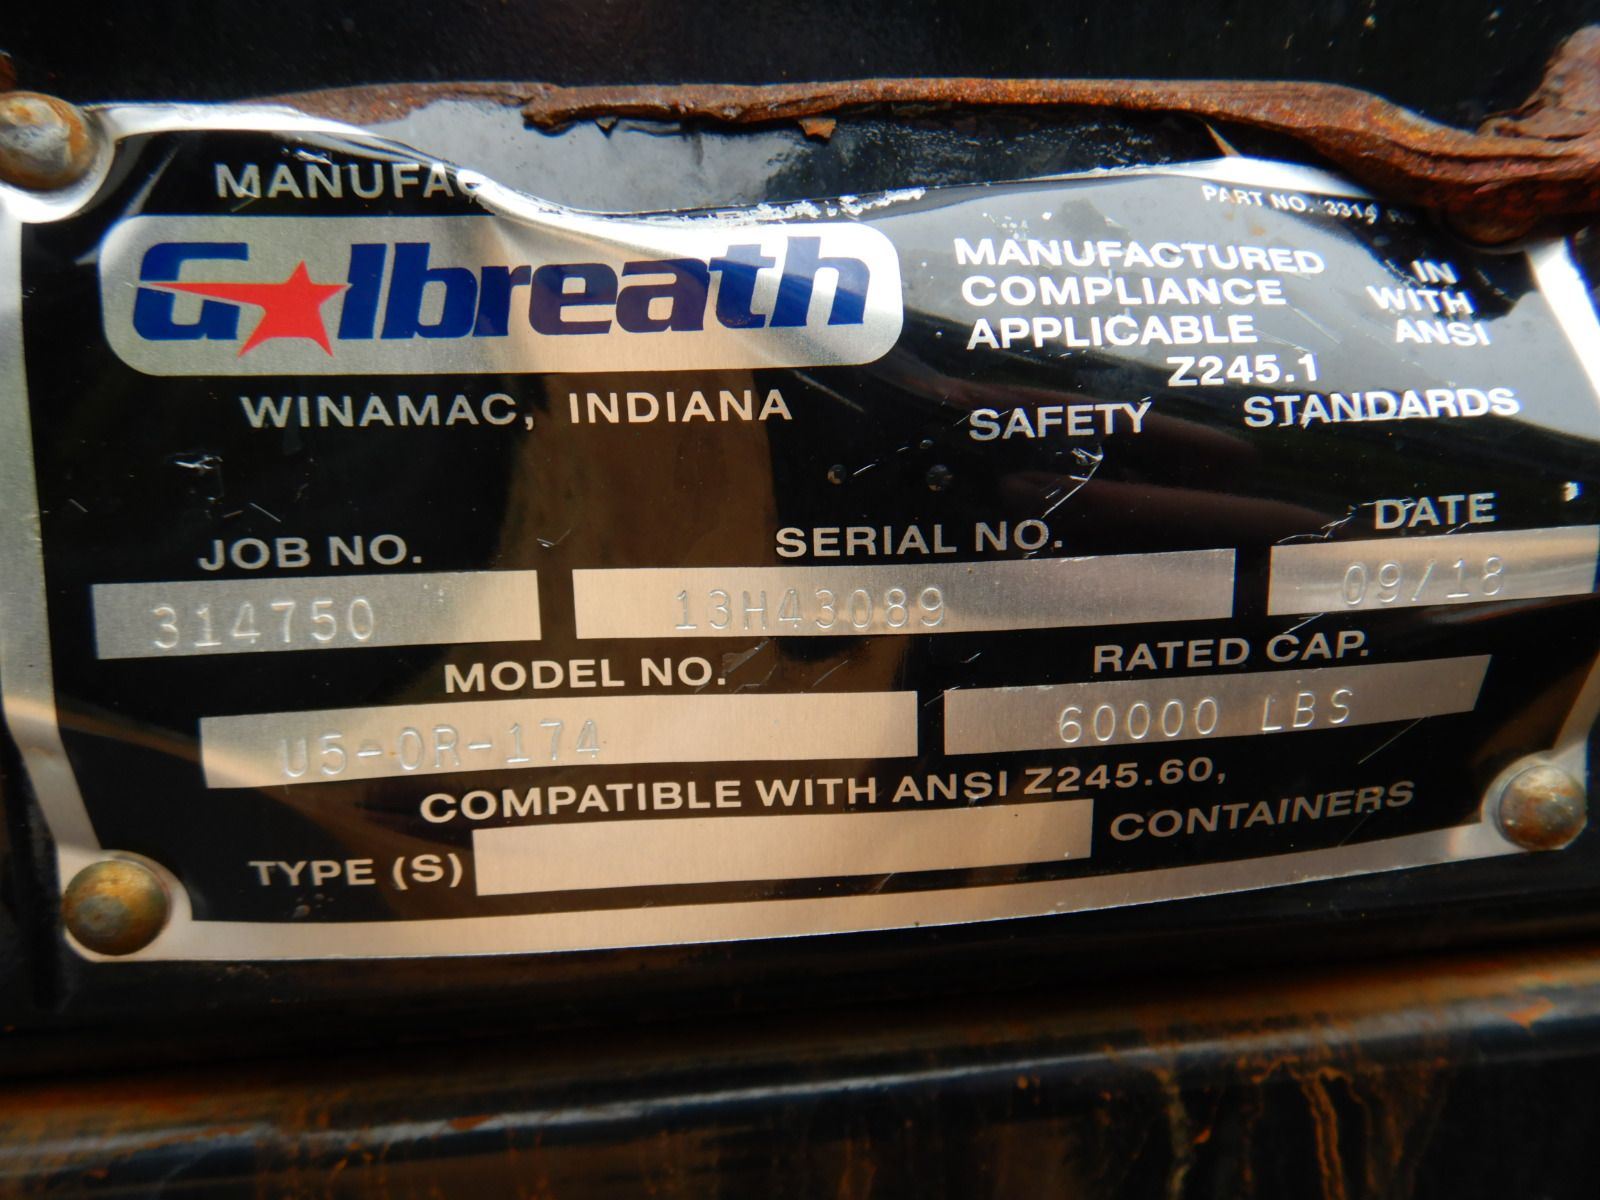 PART NO. 3314
Galbreath
WINAMAC, INDIANA
MANUFACTURED IN
COMPLIANCE WITH
APPLICABLE ANSI
Z245.1
SAFETY STANDARDS
JOB NO. SERIAL NO. DATE
314750 13H43089 09/18
MODEL NO. RATED CAP.
U5-OR-174 60000 LBS
COMPATIBLE WITH ANSI Z245.60,
TYPE (S) CONTAINERS